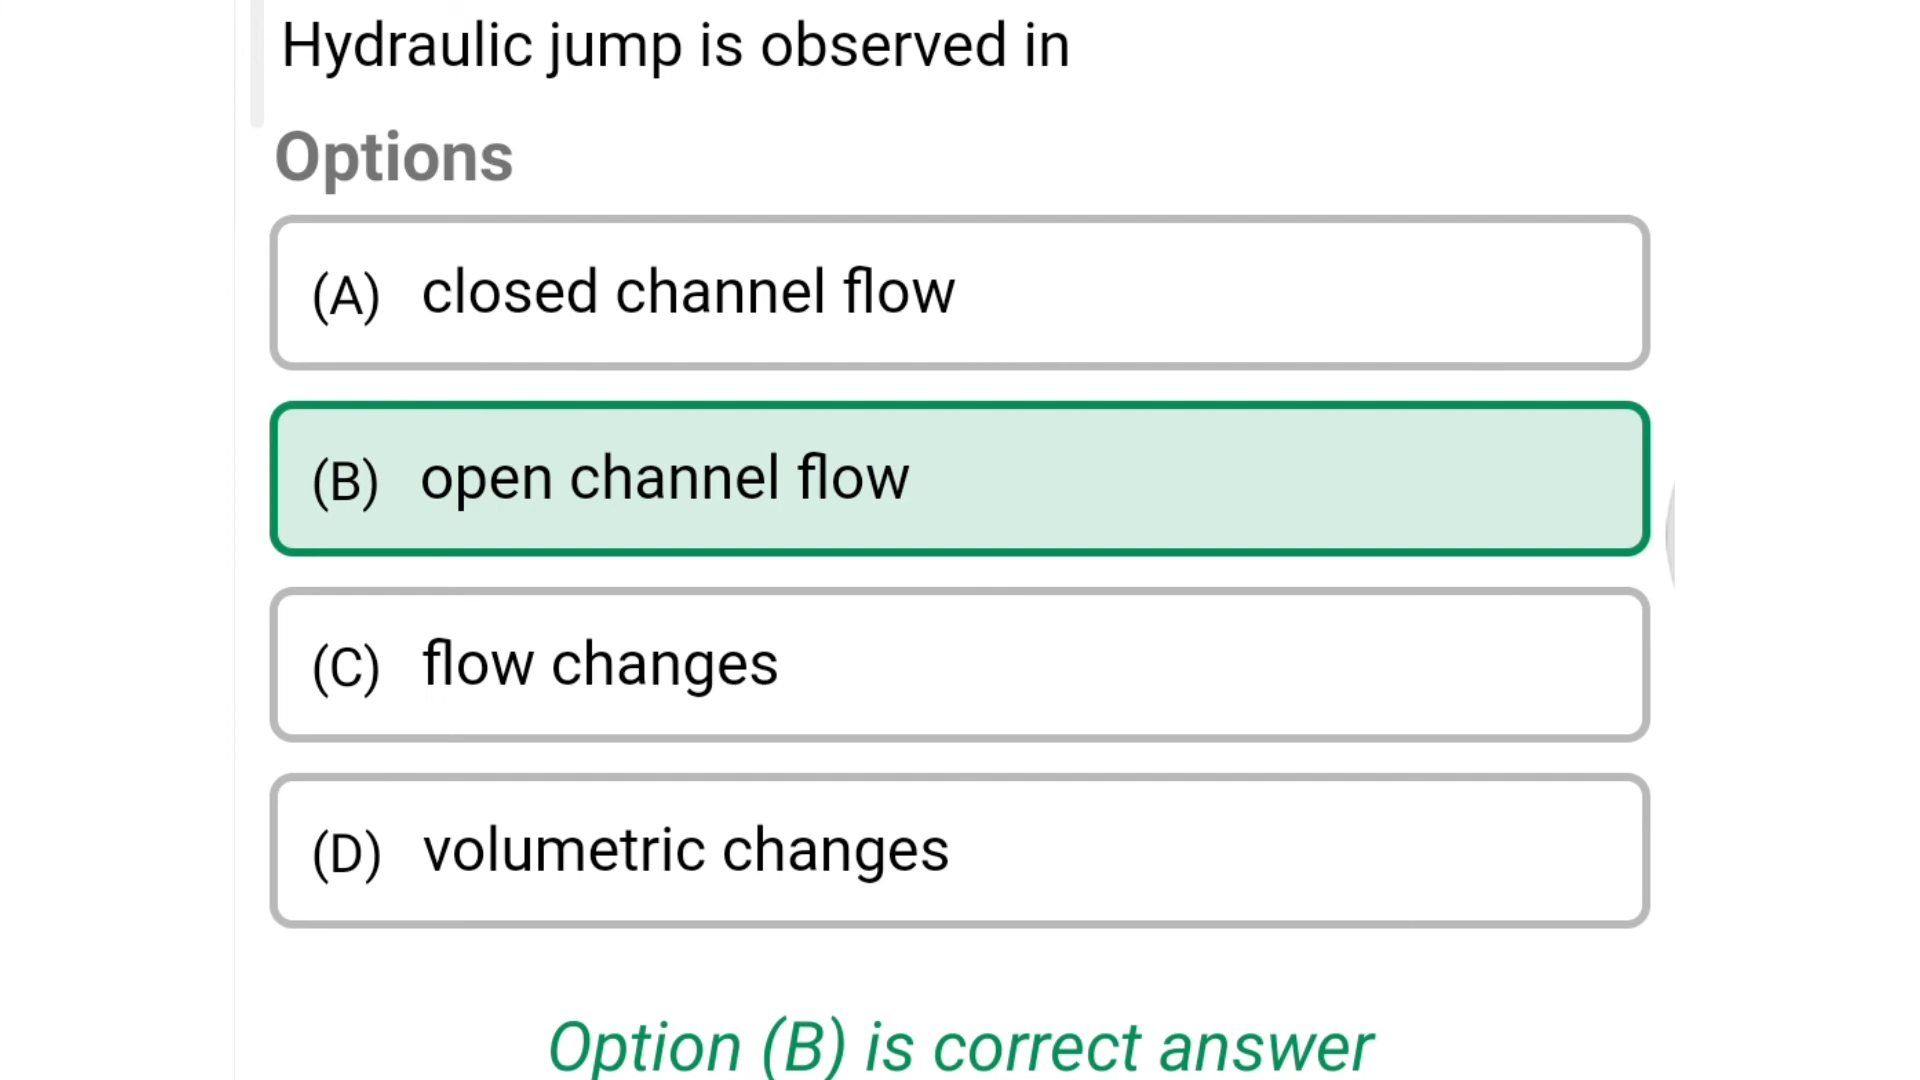 Hydraulic jump is observed in
Options
(A) closed channel flow
(B) open channel flow
(C) flow changes
(D) volumetric changes
Option (B) is correct answer